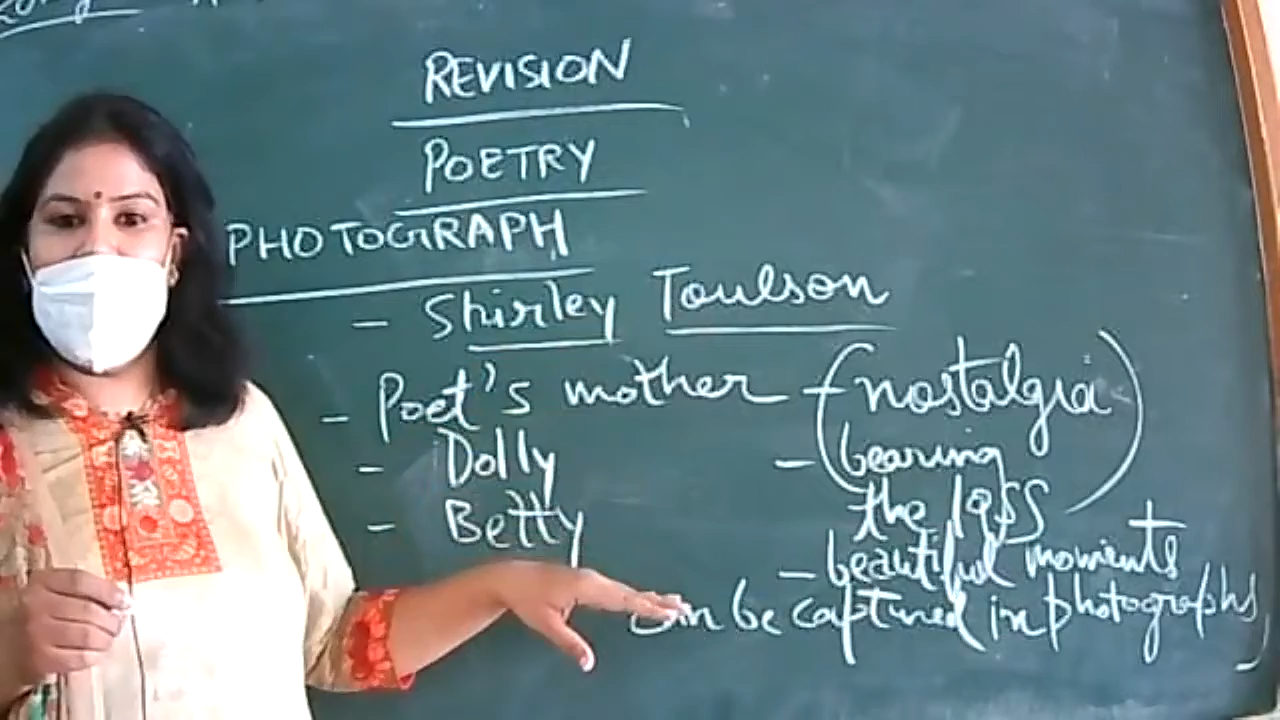 REVISION
POETRY
PHOTOGRAPH
- Shirley Toulson
- Poet's mother - (nostalgia)
- Dolly - bearing
- Betty the loss
- beautiful moments
can be captured in photographs